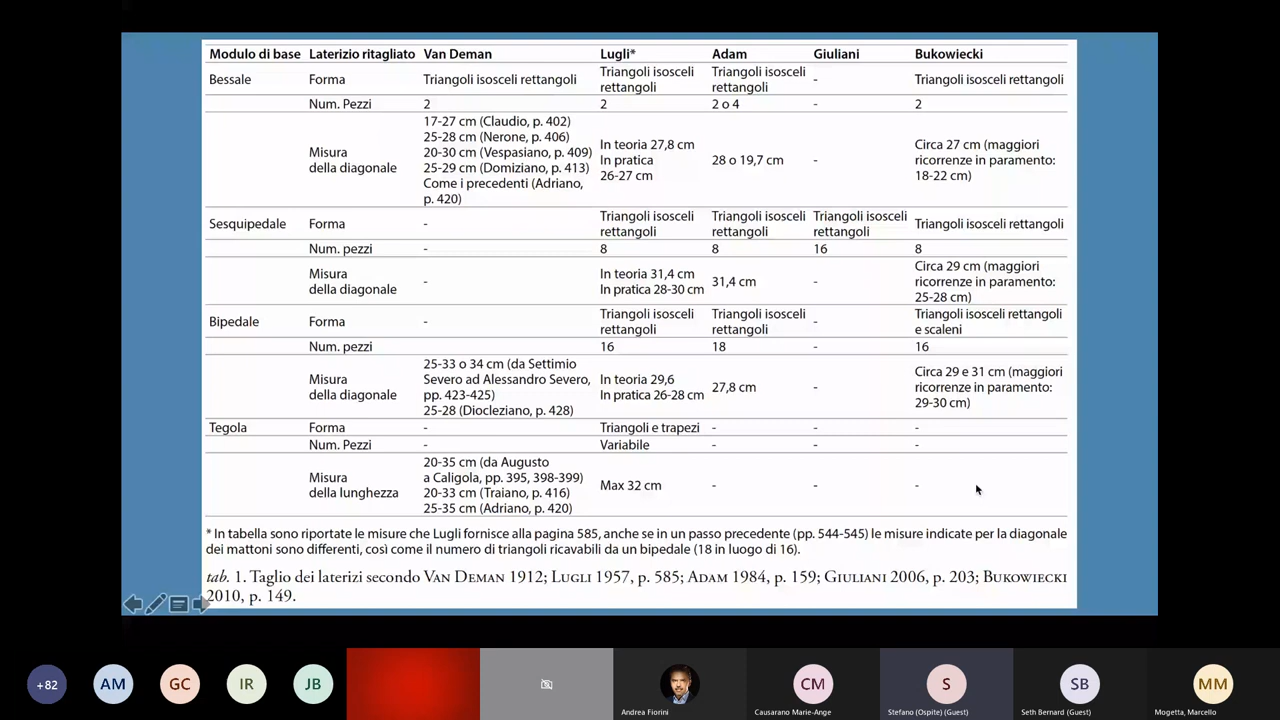 Modulo di base Laterizio ritagliato Van Deman Lugli* Adam Giuliani Bukowiecki
Bessale Forma Triangoli isosceli rettangoli Triangoli isosceli rettangoli Triangoli isosceli rettangoli - Triangoli isosceli rettangoli
Num. Pezzi 2 2 2 o 4 - 2
Misura della diagonale
17-27 cm (Claudio, p. 402)
25-28 cm (Nerone, p. 406)
20-30 cm (Vespasiano, p. 409)
25-29 cm (Domiziano, p. 413)
Come i precedenti (Adriano,
p. 420)
In teoria 27,8 cm
In pratica
26-27 cm
28 o 19,7 cm
-
Circa 27 cm (maggiori
ricorrenze in paramento:
18-22 cm)
Sesquipedale Forma - Triangoli isosceli rettangoli Triangoli isosceli rettangoli Triangoli isosceli rettangoli Triangoli isosceli rettangoli
Num. pezzi - 8 8 16 8
Misura
della diagonale
-
In teoria 31,4 cm
In pratica 28-30 cm
31,4 cm
-
Circa 29 cm (maggiori
ricorrenze in paramento:
25-28 cm)
Bipedale Forma - Triangoli isosceli rettangoli Triangoli isosceli rettangoli - Triangoli isosceli rettangoli e scaleni
Num. pezzi 16 18 - 16
Misura
della diagonale
25-33 o 34 cm (da Settimio
Severo ad Alessandro Severo,
pp. 423-425)
25-28 (Diocleziano, p. 428)
In teoria 29,6
In pratica 26-28 cm
27,8 cm
-
Circa 29 e 31 cm (maggiori
ricorrenze in paramento:
29-30 cm)
Tegola Forma - Triangoli e trapezi - - -
Num. Pezzi - Variabile - - -
Misura
della lunghezza
20-35 cm (da Augusto
a Caligola, pp. 395, 398-399)
20-33 cm (Traiano, p. 416)
25-35 cm (Adriano, p. 420)
Max 32 cm
-
-
-
* In tabella sono riportate le misure che Lugli fornisce alla pagina 585, anche se in un passo precedente (pp. 544-545) le misure indicate per la diagonale
dei mattoni sono differenti, così come il numero di triangoli ricavabili da un bipedale (18 in luogo di 16).
tab. 1. Taglio dei laterizi secondo VAN DEMAN 1912; LUGLI 1957, p. 585; ADAM 1984, p. 159; GIULIANI 2006, p. 203; BUKOWIECKI
2010, p. 149.
+82 AM GC IR JB CM S SB MM
Andrea Fiorini Causarano Marie-Ange Stefano (Ospite) (Guest) Seth Bernard (Guest) Mogetta, Marcello